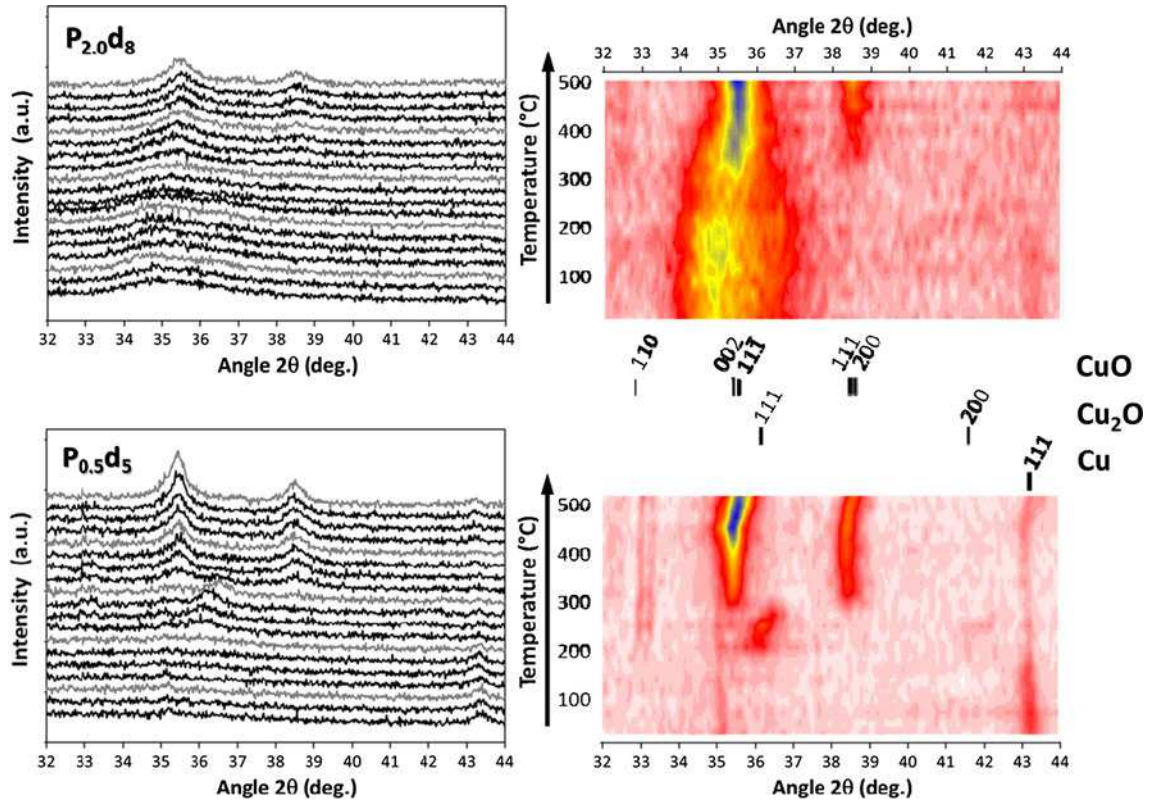 P2.0d8
Intensity (a.u.)
32 33 34 35 36 37 38 39 40 41 42 43 44
Angle 2θ (deg.)
Angle 2θ (deg.)
32 33 34 35 36 37 38 39 40 41 42 43 44
Temperature (°C)
500
400
300
200
100
110 002 111̄ 111 200 CuO
111 200 Cu2O
111 Cu
P0.5d5
Intensity (a.u.)
32 33 34 35 36 37 38 39 40 41 42 43 44
Angle 2θ (deg.)
Temperature (°C)
500
400
300
200
100
32 33 34 35 36 37 38 39 40 41 42 43 44
Angle 2θ (deg.)